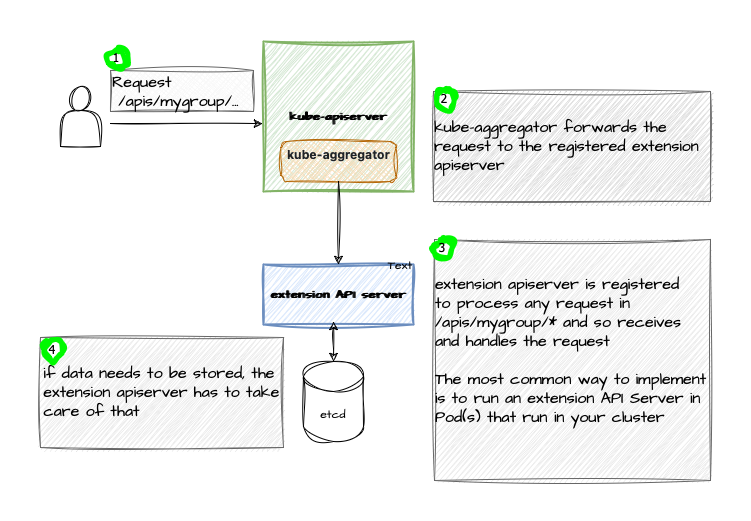 1
Request
/apis/mygroup/...
kube-apiserver
kube-aggregator
2
kube-aggregator forwards the
request to the registered extension
apiserver
Text
extension API server
3
extension apiserver is registered
to process any request in
/apis/mygroup/* and so receives
and handles the request
The most common way to implement
is to run an extension API Server in
Pod(s) that run in your cluster
4
if data needs to be stored, the
extension apiserver has to take
care of that
etcd